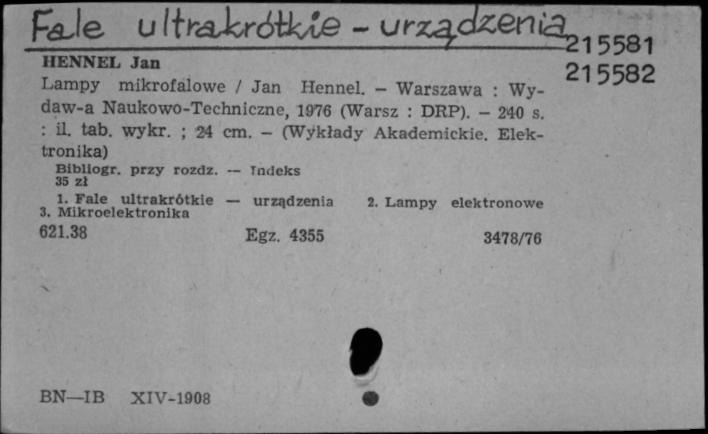 Fale ultrakrótkie - urządzenia
215581
HENNEL Jan
215582
Lampy mikrofalowe / Jan Hennel. — Warszawa : Wy-
daw-a Naukowo-Techniczne, 1976 (Warsz : DRP). — 240 s.
: il. tab. wykr. ; 24 cm. — (Wykłady Akademickie. Elek-
tronika)
Bibliogr. przy rozdz. — Indeks
35 zł
1. Fale ultrakrótkie — urządzenia 2. Lampy elektronowe
3. Mikroelektronika
621.38 Egz. 4355 3478/76
BN—IB XIV-1908